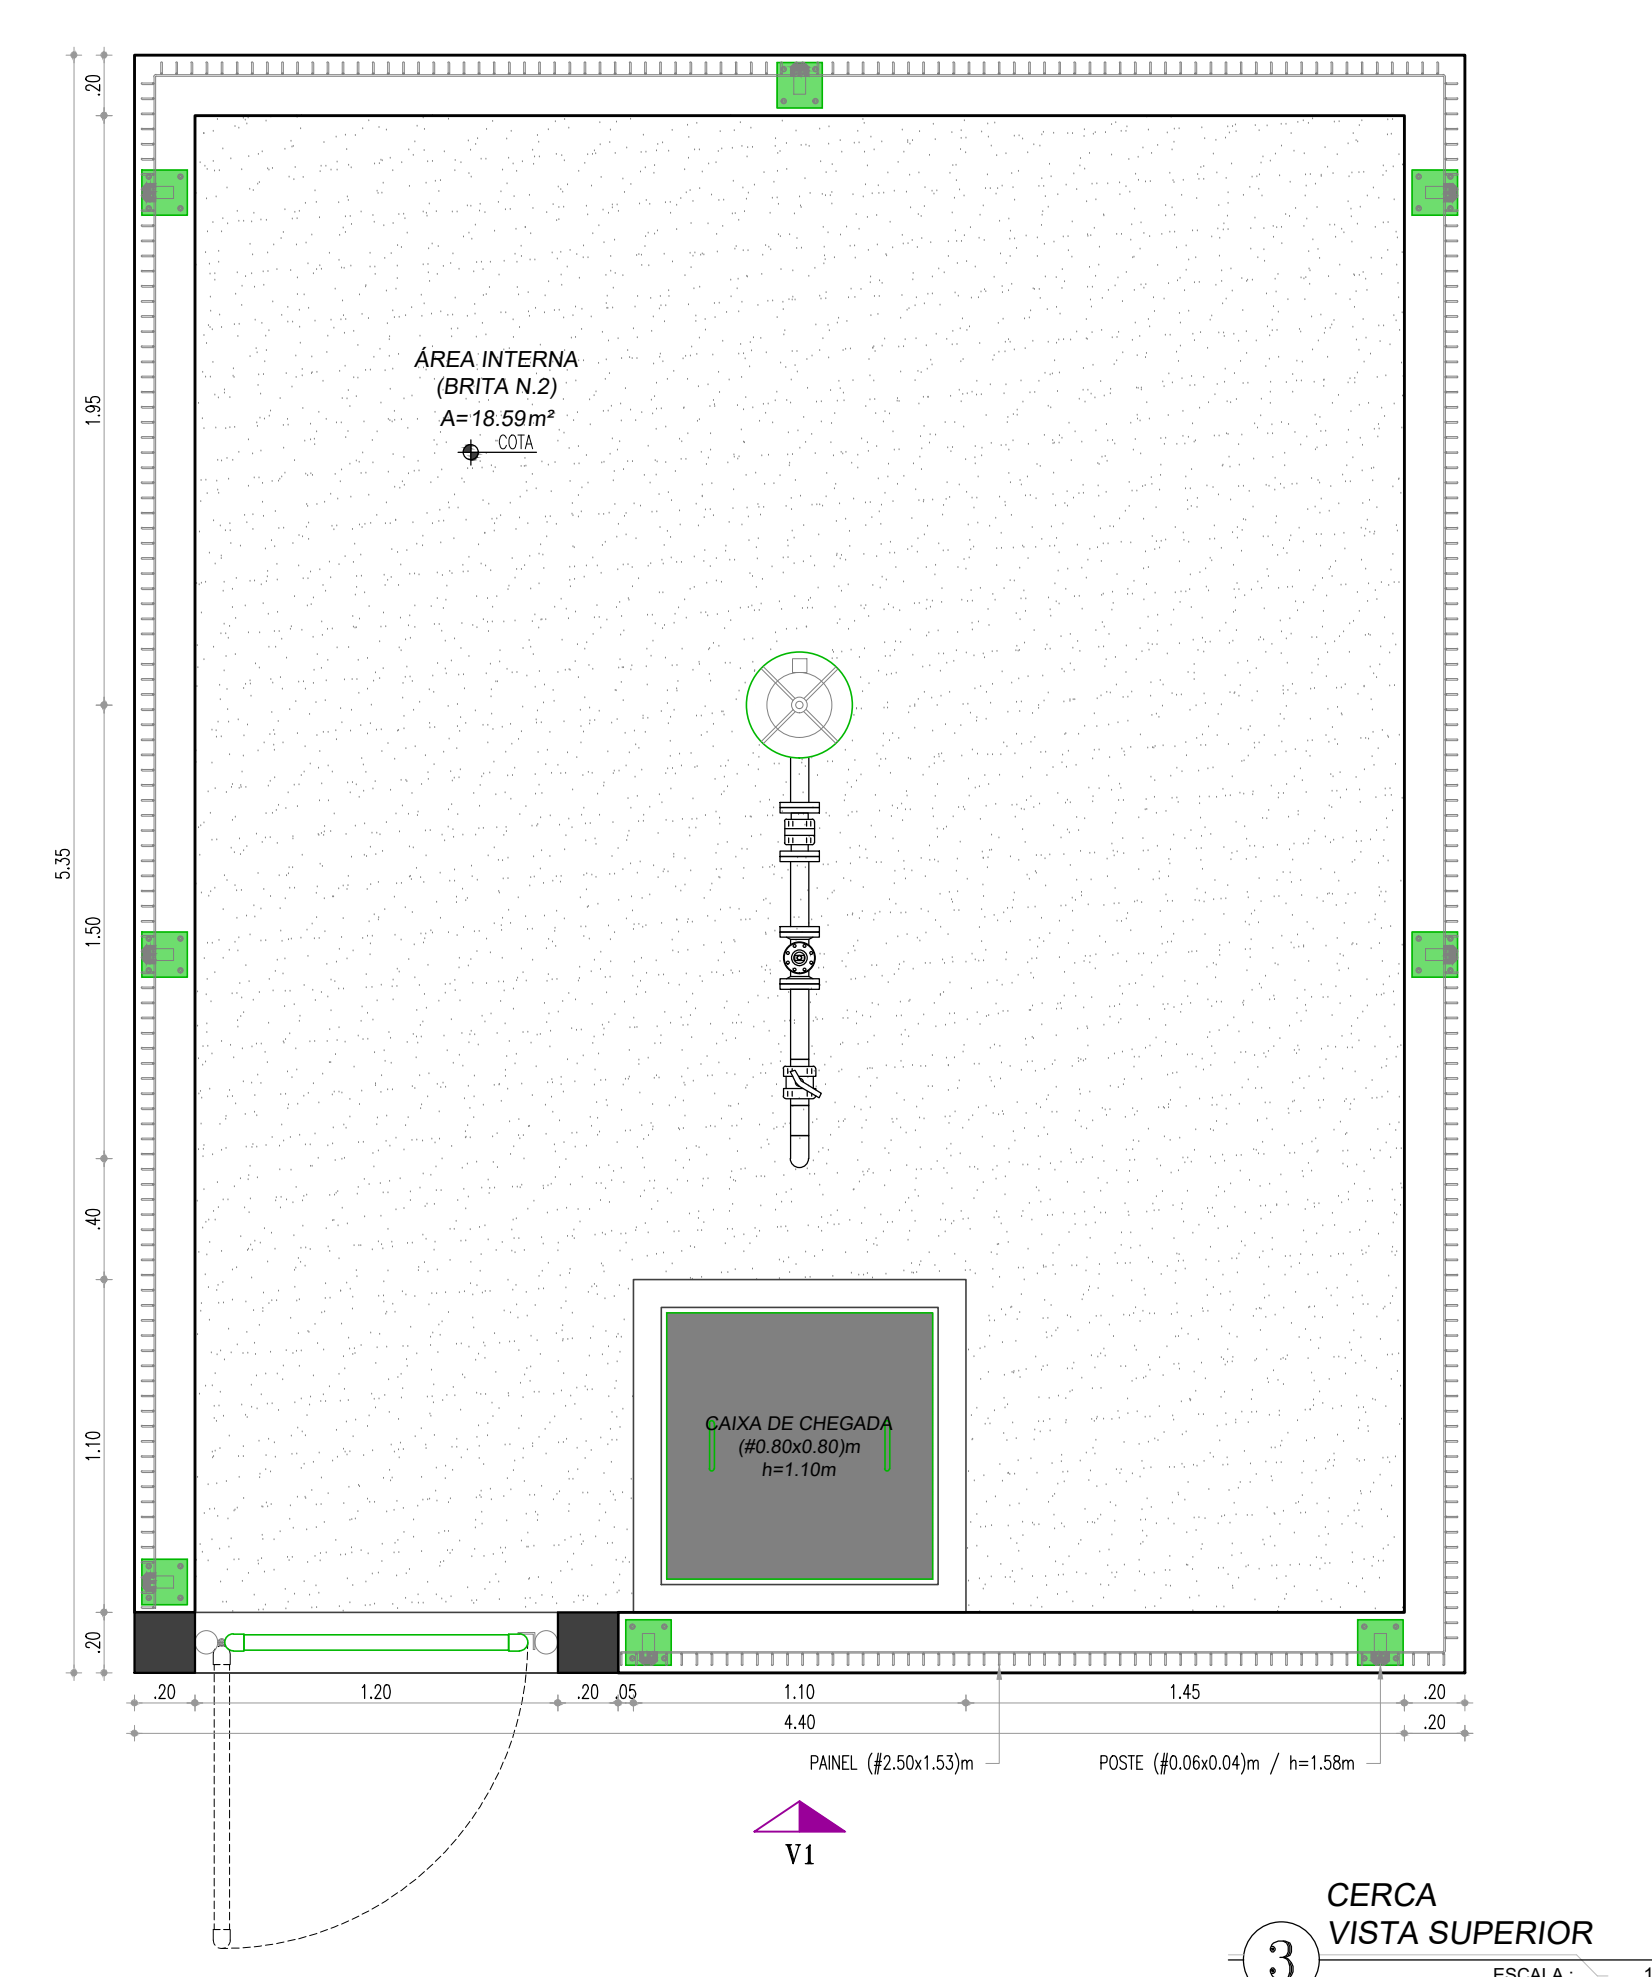 .20
ÁREA INTERNA
(BRITA N.2)
A=18.59m²
COTA
1.95
5.35
1.50
.40
1.10
CAIXA DE CHEGADA
(#0.80x0.80)m
h=1.10m
.20
.20 1.20 .20 .05 1.10 1.45 .20
4.40 .20
PAINEL (#2.50x1.53)m POSTE (#0.06x0.04)m / h=1.58m
V1
CERCA
VISTA SUPERIOR
3
ESCALA : 1